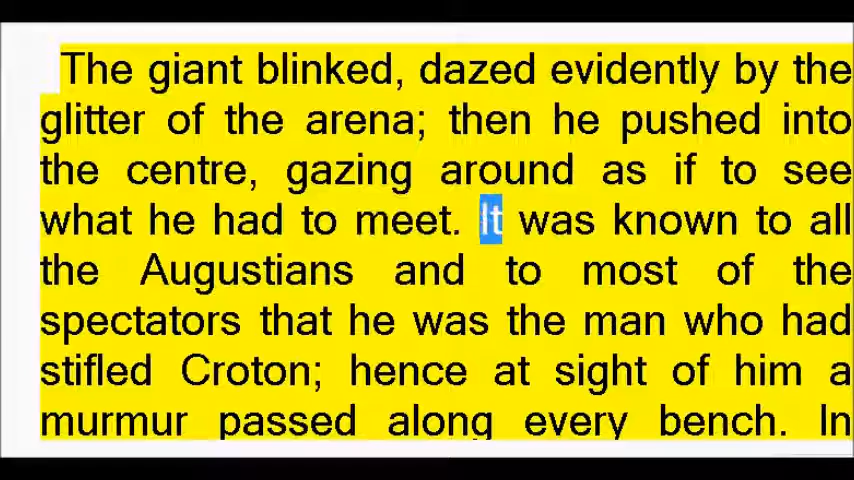 The giant blinked, dazed evidently by the
glitter of the arena; then he pushed into
the centre, gazing around as if to see
what he had to meet. It was known to all
the Augustians and to most of the
spectators that he was the man who had
stifled Croton; hence at sight of him a
murmur passed along every bench. In